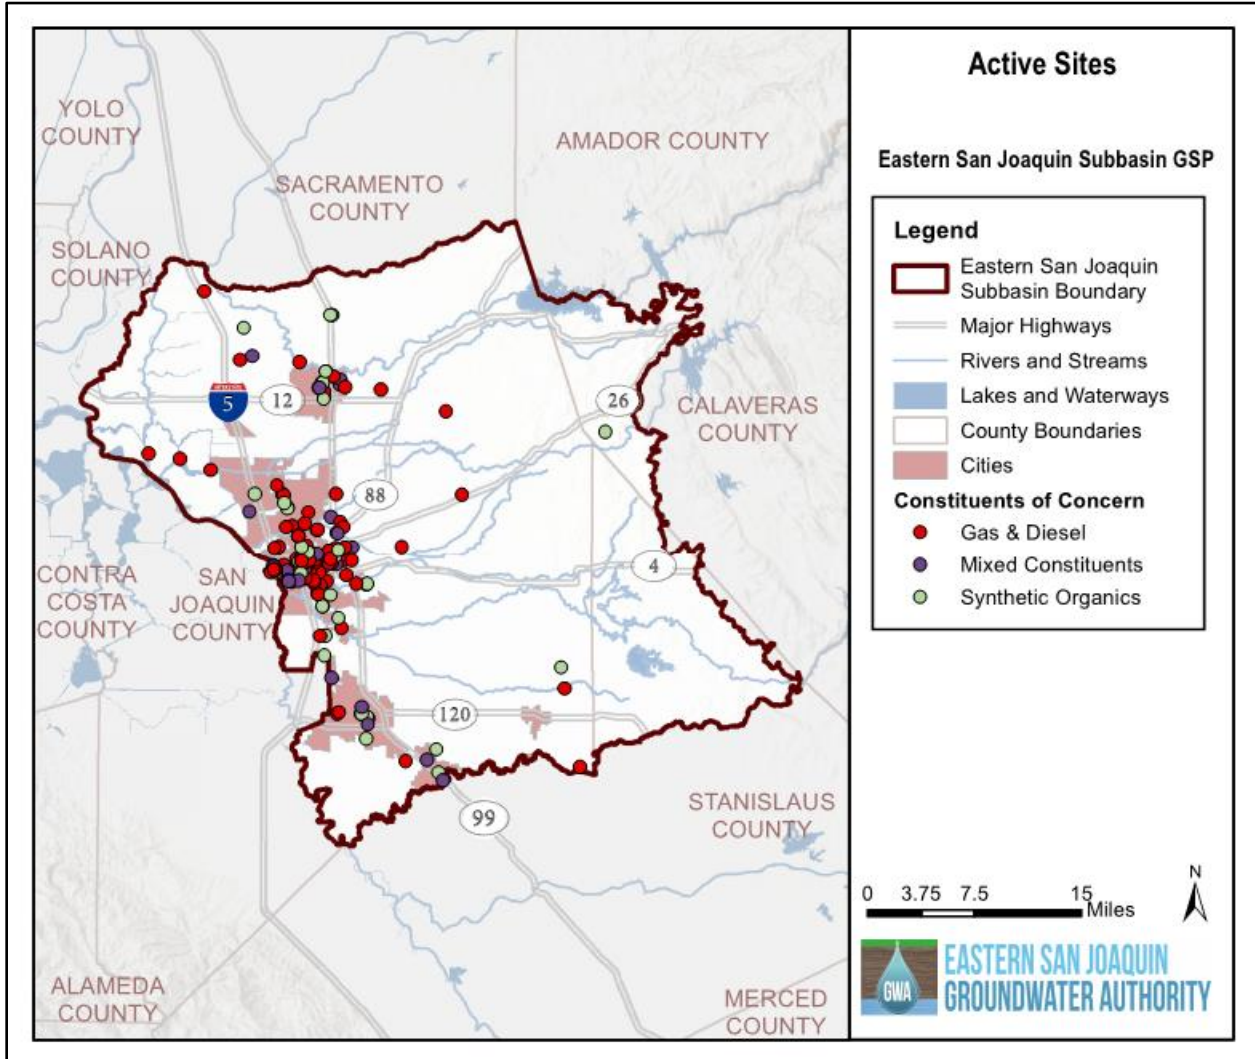 Active Sites
Eastern San Joaquin Subbasin GSP
Legend
Eastern San Joaquin
Subbasin Boundary
Major Highways
Rivers and Streams
Lakes and Waterways
County Boundaries
Cities
Constituents of Concern
Gas & Diesel
Mixed Constituents
Synthetic Organics
YOLO
COUNTY
AMADOR COUNTY
SACRAMENTO
COUNTY
SOLANO
COUNTY
5
12
26
CALAVERAS
COUNTY
88
4
CONTRA
COSTA
COUNTY
SAN
JOAQUIN
COUNTY
120
99
STANISLAUS
COUNTY
ALAMEDA
COUNTY
MERCED
COUNTY
N
0 3.75 7.5 15
Miles
GWA
EASTERN SAN JOAQUIN
GROUNDWATER AUTHORITY